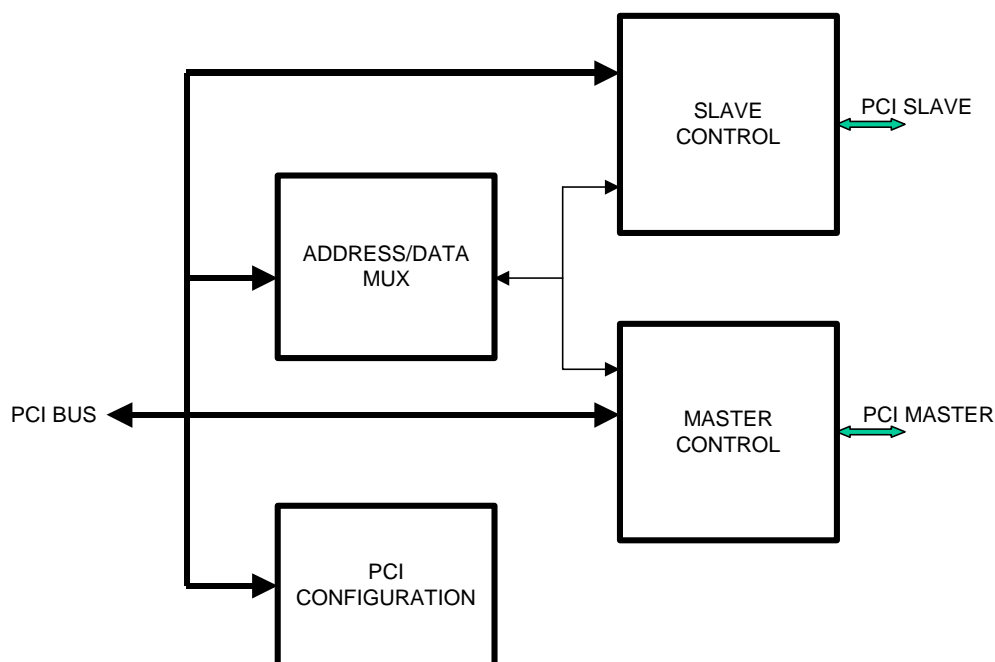 SLAVE
CONTROL
PCI SLAVE
ADDRESS/DATA
MUX
PCI BUS
MASTER
CONTROL
PCI MASTER
PCI
CONFIGURATION